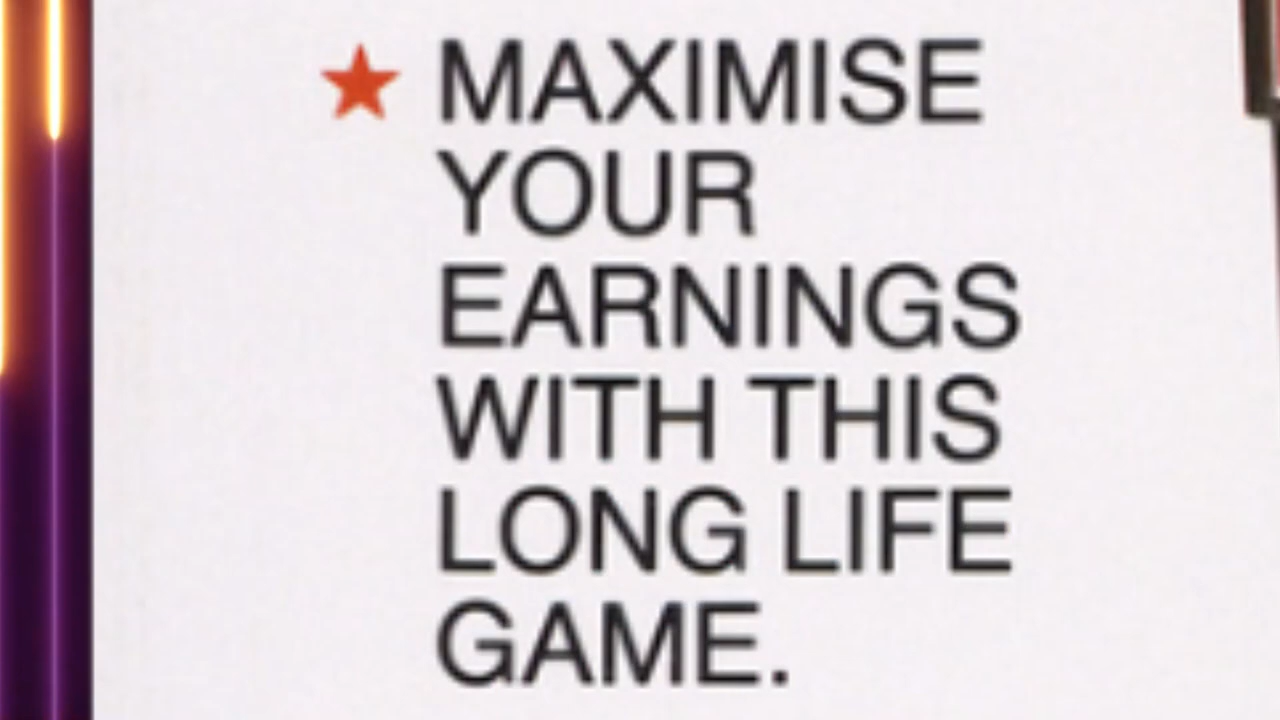 ★ MAXIMISE
YOUR
EARNINGS
WITH THIS
LONG LIFE
GAME.